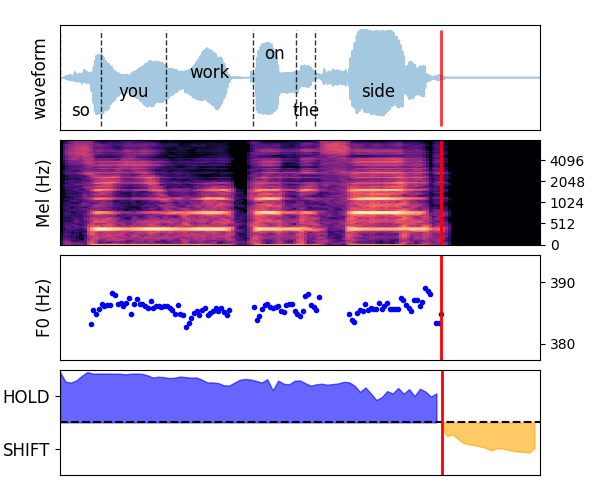 waveform
so
you
work
on
the
side
Mel (Hz)
4096
2048
1024
512
0
F0 (Hz)
390
380
HOLD
SHIFT